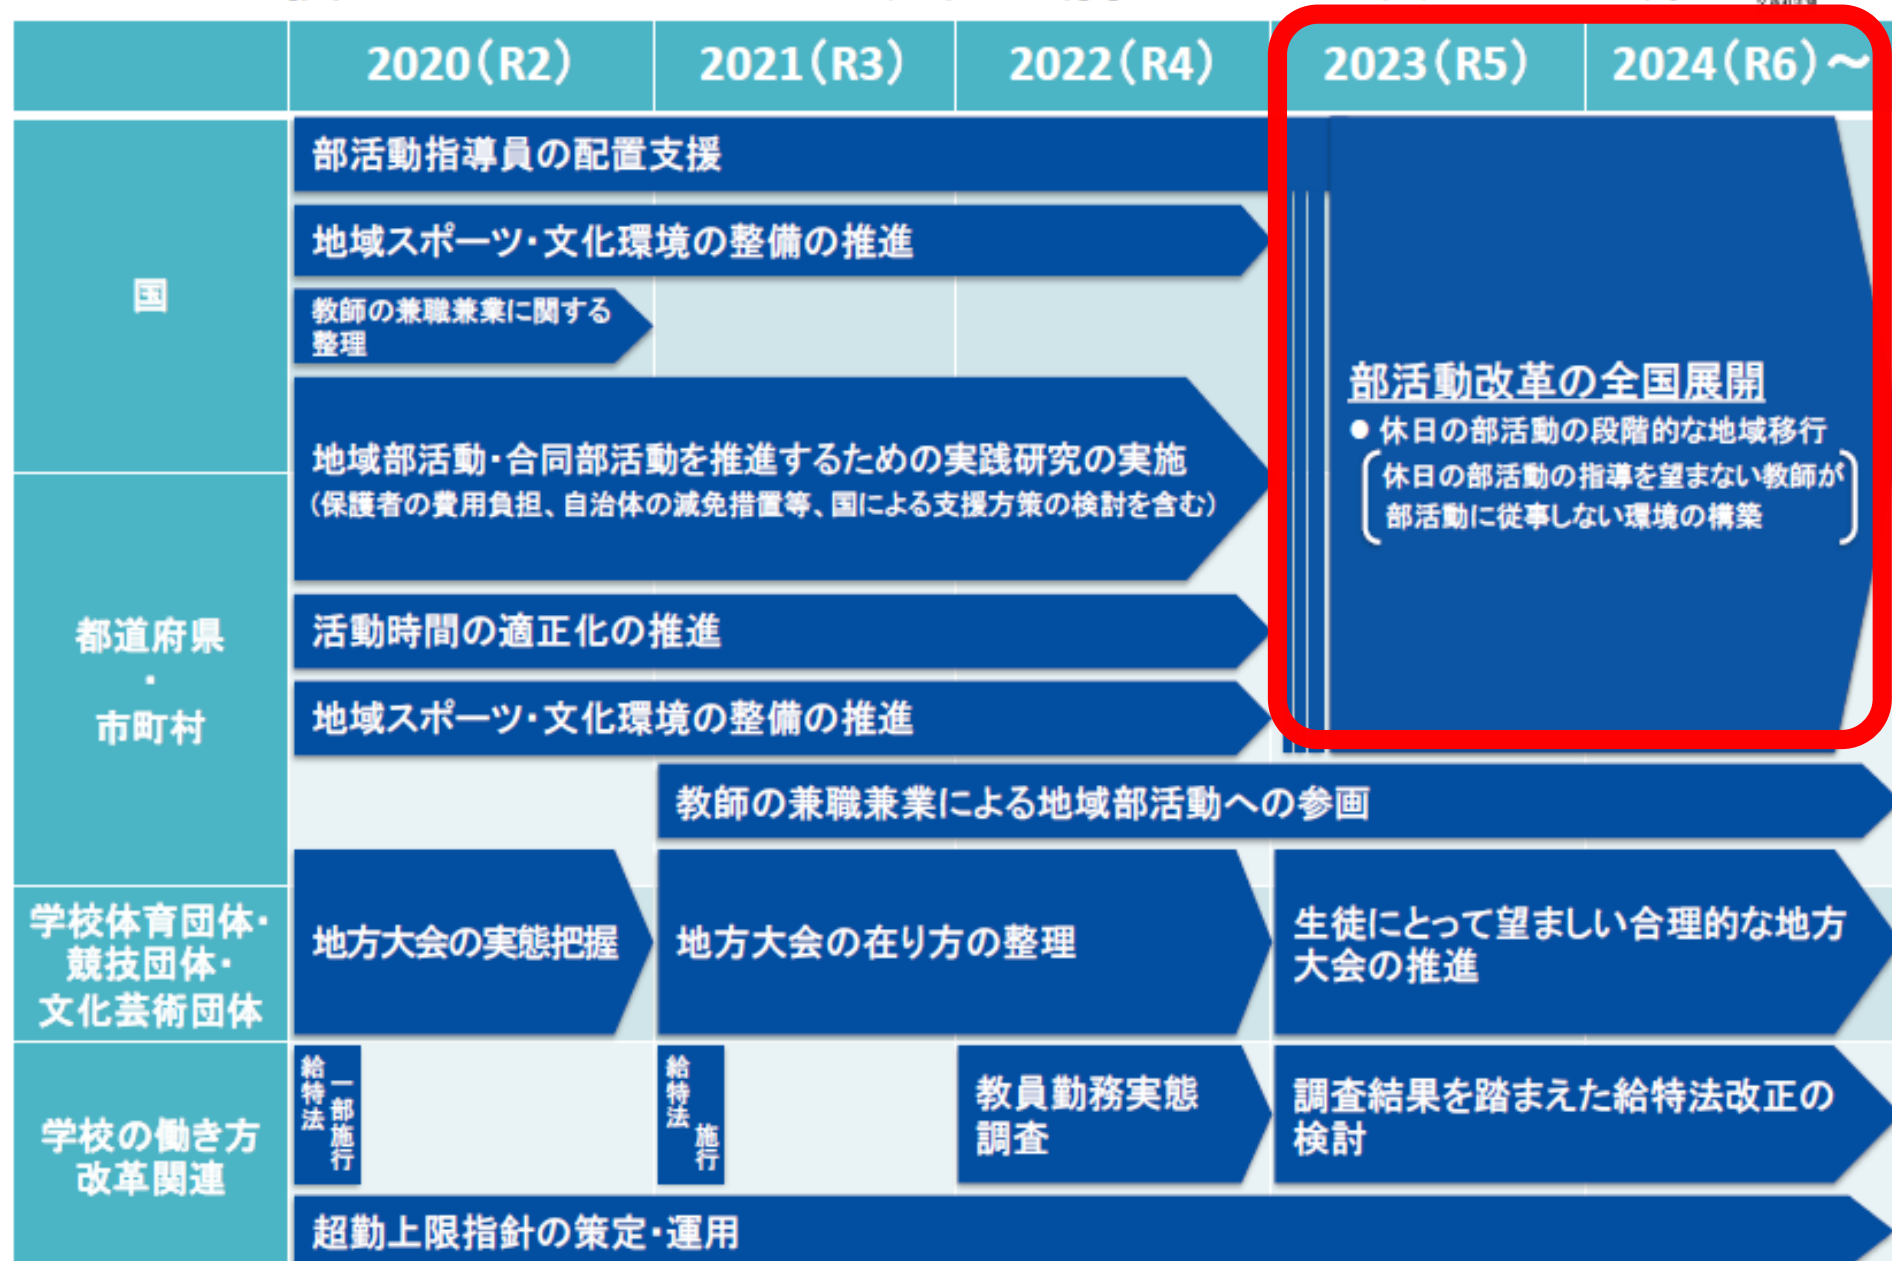 2020(R2) 2021(R3) 2022(R4) 2023(R5) 2024(R6)～
国
部活動指導員の配置支援
地域スポーツ・文化環境の整備の推進
教師の兼職兼業に関する
整理
地域部活動・合同部活動を推進するための実践研究の実施
(保護者の費用負担、自治体の減免措置等、国による支援方策の検討を含む)
部活動改革の全国展開
● 休日の部活動の段階的な地域移行
休日の部活動の指導を望まない教師が
部活動に従事しない環境の構築
都道府県
・
市町村
活動時間の適正化の推進
地域スポーツ・文化環境の整備の推進
教師の兼職兼業による地域部活動への参画
学校体育団体・
競技団体・
文化芸術団体
地方大会の実態把握
地方大会の在り方の整理
生徒にとって望ましい合理的な地方
大会の推進
学校の働き方
改革関連
給特法
一部施行
給特法
施行
教員勤務実態
調査
調査結果を踏まえた給特法改正の
検討
超勤上限指針の策定・運用